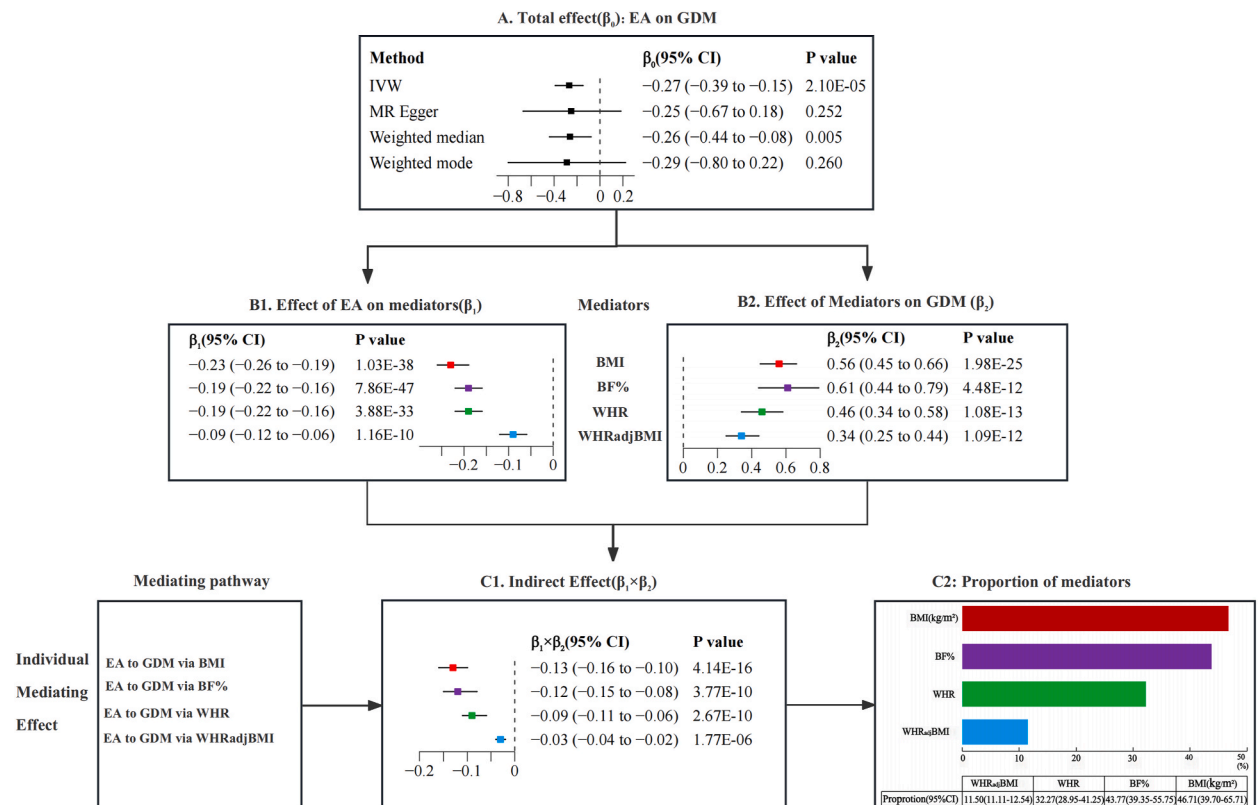 A. Total effect(β₀): EA on GDM
Method β₀(95% CI) P value
IVW −0.27 (−0.39 to −0.15) 2.10E-05
MR Egger −0.25 (−0.67 to 0.18) 0.252
Weighted median −0.26 (−0.44 to −0.08) 0.005
Weighted mode −0.29 (−0.80 to 0.22) 0.260
−0.8 −0.4 0 0.2
B1. Effect of EA on mediators(β₁) Mediators B2. Effect of Mediators on GDM (β₂)
β₁(95% CI) P value β₂(95% CI) P value
−0.23 (−0.26 to −0.19) 1.03E-38 BMI 0.56 (0.45 to 0.66) 1.98E-25
−0.19 (−0.22 to −0.16) 7.86E-47 BF% 0.61 (0.44 to 0.79) 4.48E-12
−0.19 (−0.22 to −0.16) 3.88E-33 WHR 0.46 (0.34 to 0.58) 1.08E-13
−0.09 (−0.12 to −0.06) 1.16E-10 WHRadjBMI 0.34 (0.25 to 0.44) 1.09E-12
−0.2 −0.1 0 0 0.2 0.4 0.6 0.8
Mediating pathway C1. Indirect Effect(β₁×β₂) C2: Proportion of mediators
Individual
Mediating
Effect
EA to GDM via BMI
EA to GDM via BF%
EA to GDM via WHR
EA to GDM via WHRadjBMI
β₁×β₂(95% CI) P value
−0.13 (−0.16 to −0.10) 4.14E-16
−0.12 (−0.15 to −0.08) 3.77E-10
−0.09 (−0.11 to −0.06) 2.67E-10
−0.03 (−0.04 to −0.02) 1.77E-06
−0.2 −0.1 0
BMI(kg/m²)
BF%
WHR
WHRadjBMI
0 10 20 30 40 50
(%)
WHRadjBMI WHR BF% BMI(kg/m²)
Proprotion(95%CI) 11.50(11.11-12.54) 32.27(28.95-41.25) 43.77(39.35-55.75) 46.71(39.70-65.71)